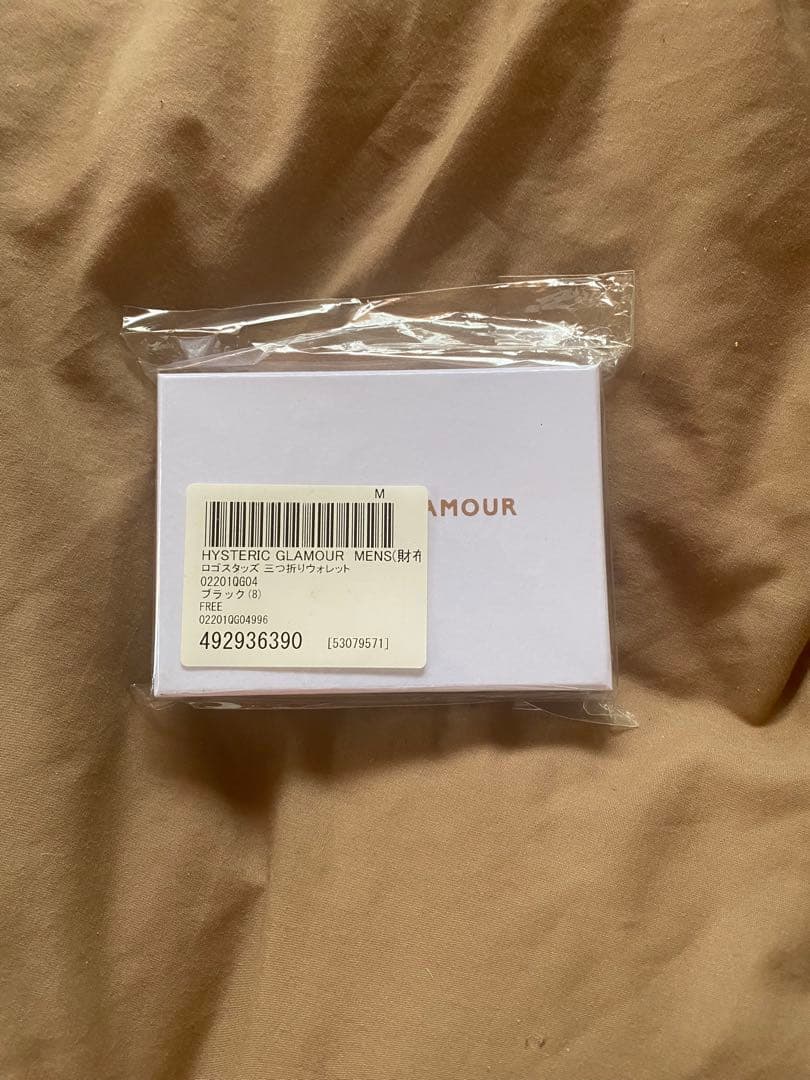 M
AMOUR
HYSTERIC GLAMOUR MENS(財布
ロゴスタッズ 三つ折りウォレット
02201QG04
ブラック(8)
FREE
02201QG04996
492936390 [53079571]